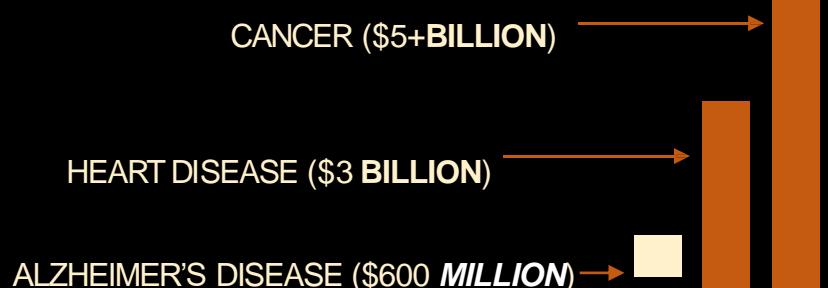 CANCER ($5+BILLION)
HEART DISEASE ($3 BILLION)
ALZHEIMER'S DISEASE ($600 MILLION)